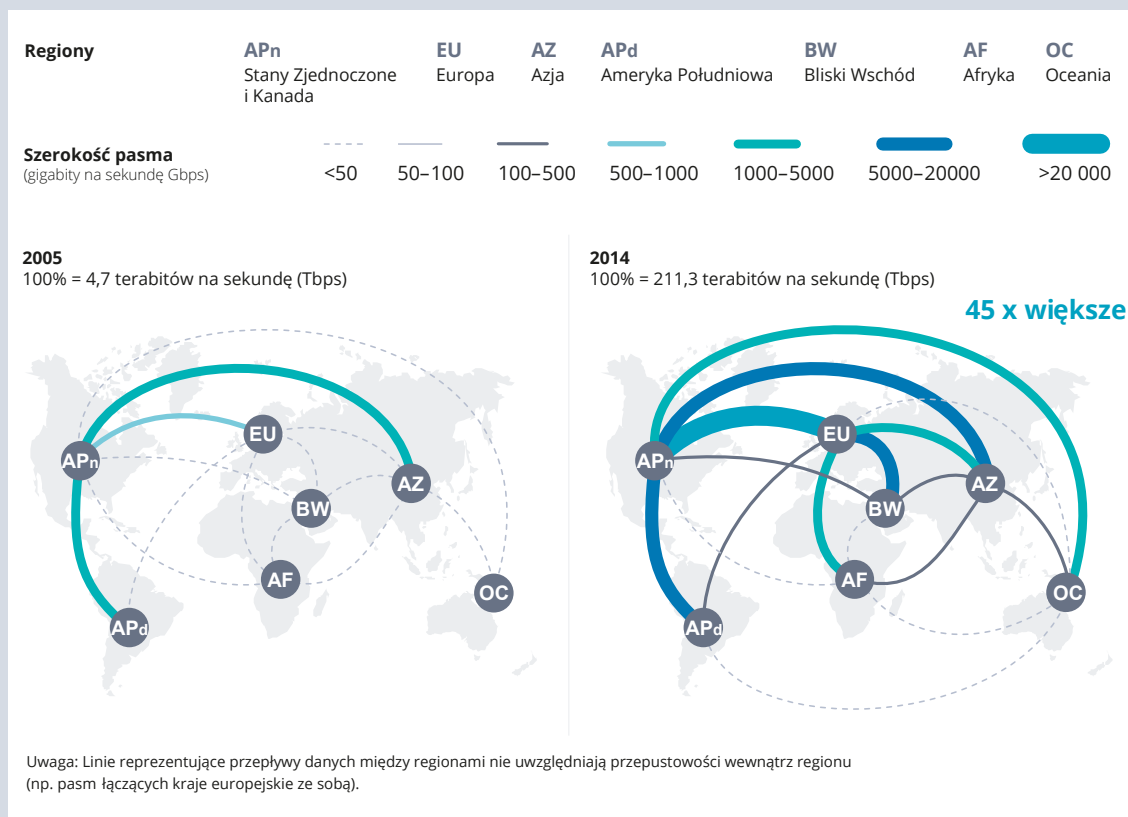 Regiony
APn EU AZ APd BW AF OC
Stany Zjednoczone Europa Azja Ameryka Południowa Bliski Wschód Afryka Oceania
i Kanada
Szerokość pasma
(gigabity na sekundę Gbps)
<50 50–100 100–500 500–1000 1000–5000 5000–20000 >20 000
2005
100% = 4,7 terabitów na sekundę (Tbps)
EU
APn
AZ
BW
AF
OC
APd
2014
100% = 211,3 terabitów na sekundę (Tbps)
45 x większe
EU
APn
AZ
BW
AF
OC
APd
Uwaga: Linie reprezentujące przepływy danych między regionami nie uwzględniają przepustowości wewnątrz regionu
(np. pasm łączących kraje europejskie ze sobą).